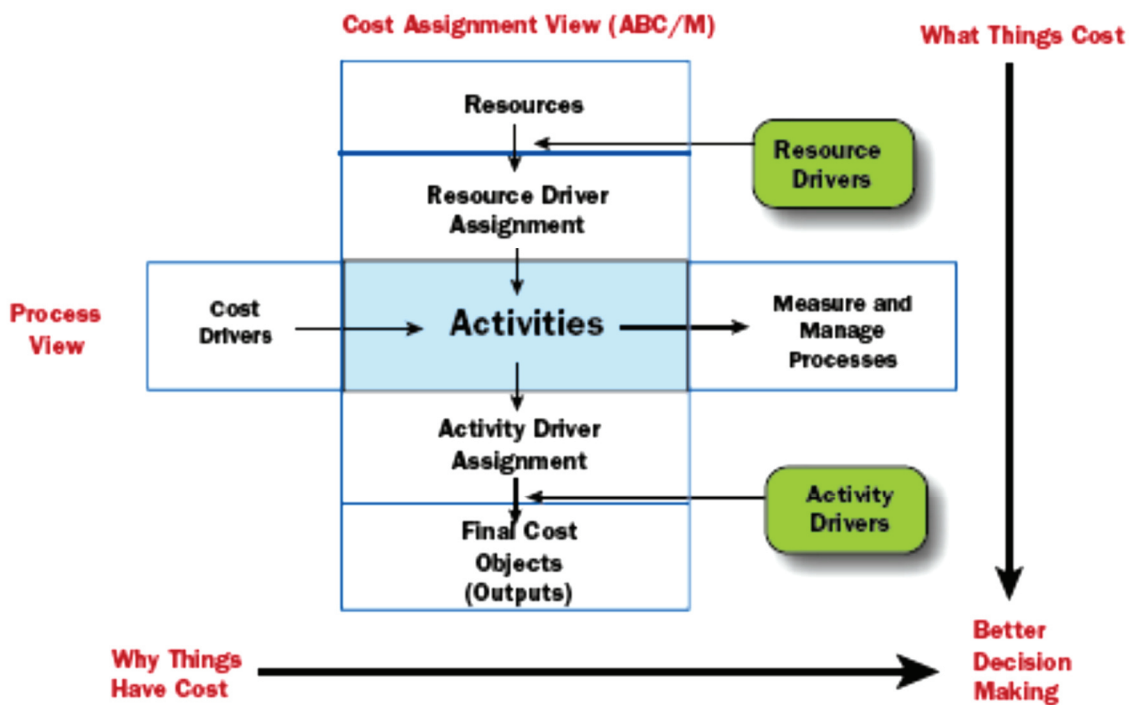 Cost Assignment View (ABC/M)
What Things Cost
Resources
Resource
Drivers
Resource Driver
Assignment
Process
View
Cost
Drivers
Activities
Measure and
Manage
Processes
Activity Driver
Assignment
Activity
Drivers
Final Cost
Objects
(Outputs)
Why Things
Have Cost
Better
Decision
Making